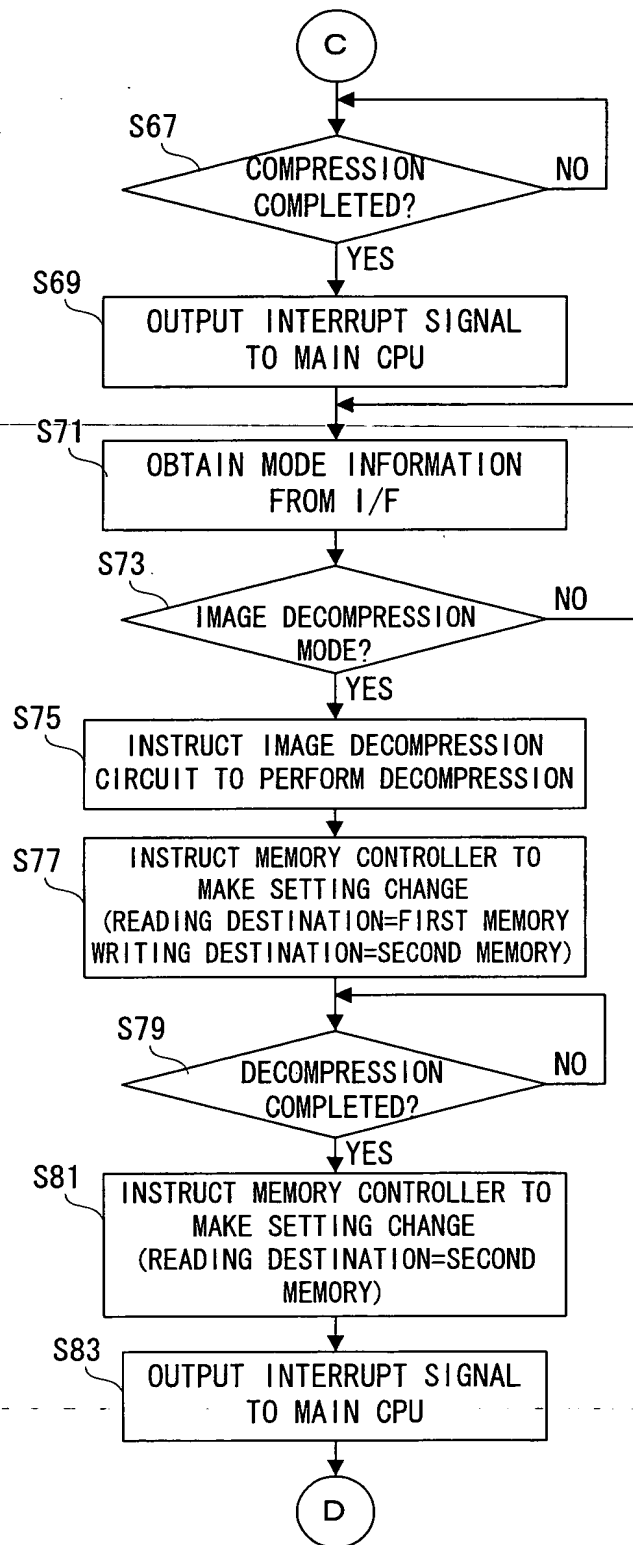 C
S67
COMPRESSION
COMPLETED?
NO
YES
S69
OUTPUT INTERRUPT SIGNAL
TO MAIN CPU
S71
OBTAIN MODE INFORMATION
FROM I/F
S73
IMAGE DECOMPRESSION
MODE?
NO
YES
S75
INSTRUCT IMAGE DECOMPRESSION
CIRCUIT TO PERFORM DECOMPRESSION
S77
INSTRUCT MEMORY CONTROLLER TO
MAKE SETTING CHANGE
(READING DESTINATION=FIRST MEMORY
WRITING DESTINATION=SECOND MEMORY)
S79
DECOMPRESSION
COMPLETED?
NO
YES
S81
INSTRUCT MEMORY CONTROLLER TO
MAKE SETTING CHANGE
(READING DESTINATION=SECOND
MEMORY)
S83
OUTPUT INTERRUPT SIGNAL
TO MAIN CPU
D